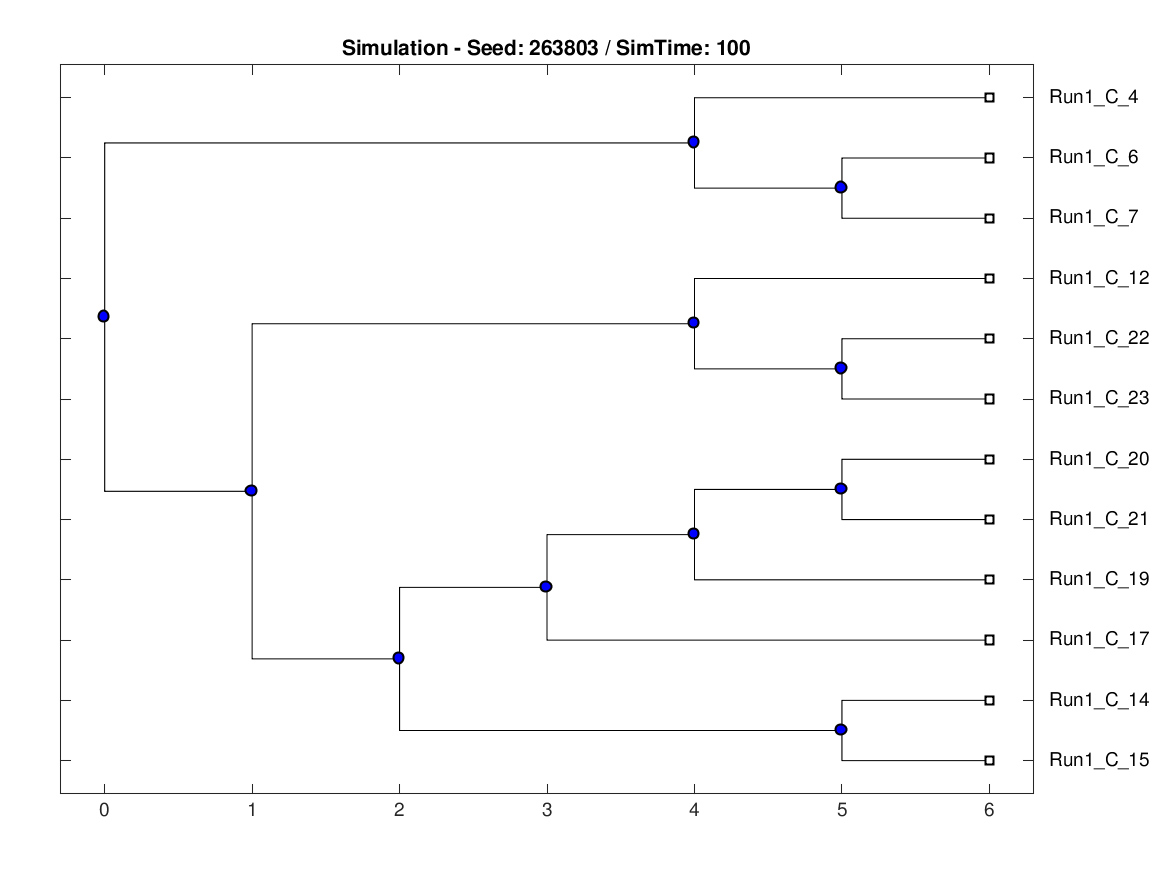 Simulation - Seed: 263803 / SimTime: 100
Run1_C_4
Run1_C_6
Run1_C_7
Run1_C_12
Run1_C_22
Run1_C_23
Run1_C_20
Run1_C_21
Run1_C_19
Run1_C_17
Run1_C_14
Run1_C_15
0 1 2 3 4 5 6